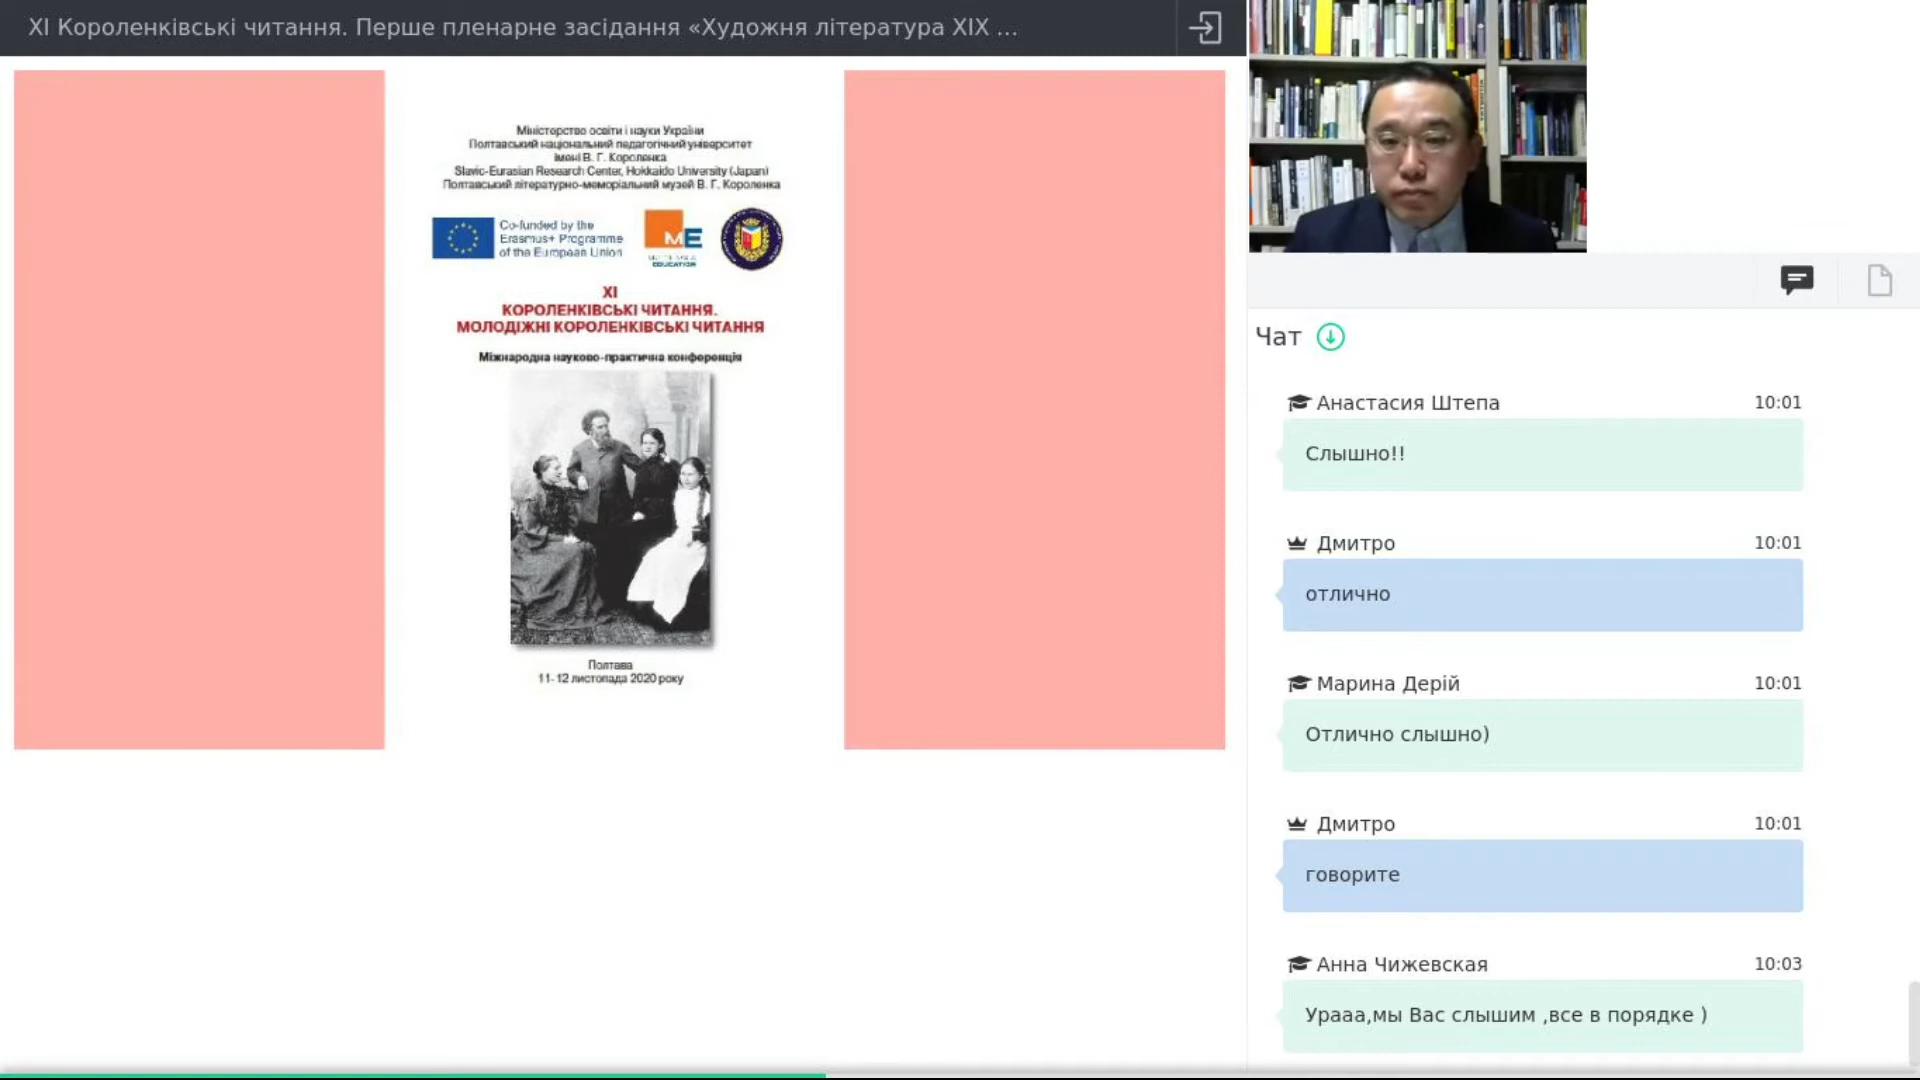 XI Короленківські читання. Перше пленарне засідання «Художня література XIX ...
Міністерство освіти і науки України
Полтавський національний педагогічний університет
імені В. Г. Короленка
Slavic-Eurasian Research Center, Hokkaido University (Japan)
Полтавський літературно-меморіальний музей В. Г. Короленка
Co-funded by the
Erasmus+ Programme
of the European Union
ME
EDUCATION
XI
КОРОЛЕНКІВСЬКІ ЧИТАННЯ.
МОЛОДІЖНІ КОРОЛЕНКІВСЬКІ ЧИТАННЯ
Міжнародна науково-практична конференція
Полтава
11-12 листопада 2020 року
Чат
Анастасия Штепа 10:01
Слышно!!
Дмитро 10:01
отлично
Марина Дерій 10:01
Отлично слышно)
Дмитро 10:01
говорите
Анна Чижевская 10:03
Урааа,мы Вас слышим ,все в порядке )